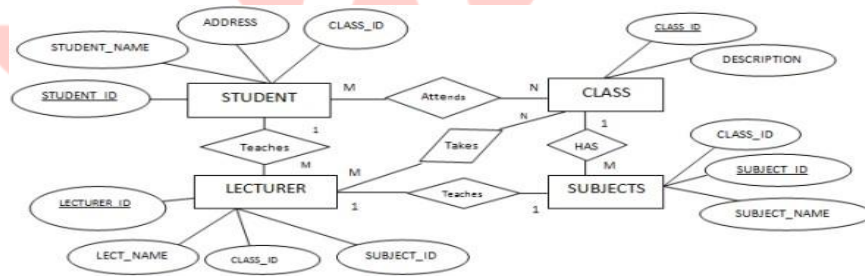 ADDRESS
CLASS_ID
STUDENT_NAME
CLASS_ID
STUDENT_ID
STUDENT
M
Attends
N
CLASS
DESCRIPTION
1
Teaches
M
N
Takes
1
HAS
M
CLASS_ID
SUBJECT_ID
SUBJECT_NAME
LECTURER
M
1
Teaches
1
SUBJECTS
LECTURER_ID
LECT_NAME
CLASS_ID
SUBJECT_ID